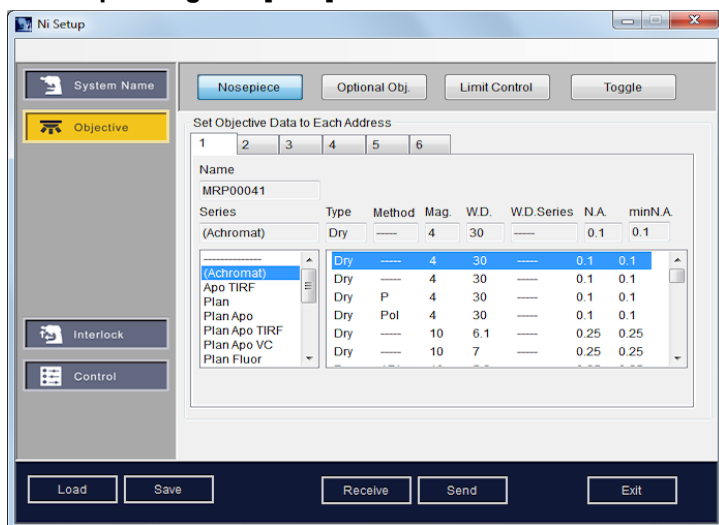 Ni Setup
System Name
Objective
Interlock
Control
Nosepiece Optional Obj. Limit Control Toggle
Set Objective Data to Each Address
1 2 3 4 5 6
Name
MRP00041
Series Type Method Mag. W.D. W.D.Series N.A. minN.A.
(Achromat) Dry ----- 4 30 ----- 0.1 0.1
--------------
(Achromat)
Apo TIRF
Plan
Plan Apo
Plan Apo TIRF
Plan Apo VC
Plan Fluor
Dry ----- 4 30 ----- 0.1 0.1
Dry ----- 4 30 ----- 0.1 0.1
Dry P 4 30 ----- 0.1 0.1
Dry Pol 4 30 ----- 0.1 0.1
Dry ----- 10 6.1 ----- 0.25 0.25
Dry ----- 10 7 ----- 0.25 0.25
Load Save Receive Send Exit